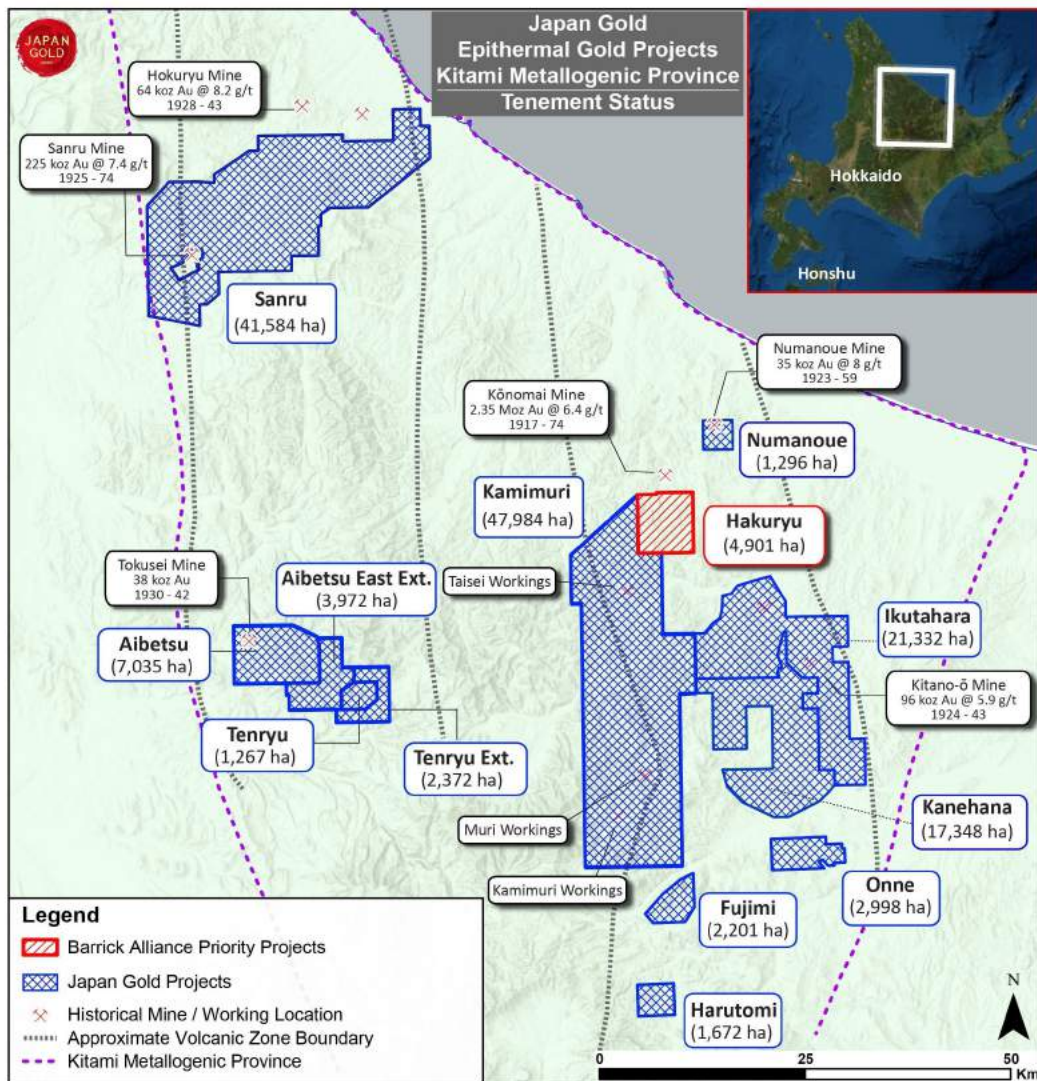 JAPAN
GOLD
Japan Gold
Epithermal Gold Projects
Kitami Metallogenic Province
Tenement Status
Hokkaido
Honshu
Hokuryu Mine
64 koz Au @ 8.2 g/t
1928 - 43
Sanru Mine
225 koz Au @ 7.4 g/t
1925 - 74
Sanru
(41,584 ha)
Numanoue Mine
35 koz Au @ 8 g/t
1923 - 59
Kōnomai Mine
2.35 Moz Au @ 6.4 g/t
1917 - 74
Numanoue
(1,296 ha)
Kamimuri
(47,984 ha)
Hakuryu
(4,901 ha)
Tokusei Mine
38 koz Au
1930 - 42
Aibetsu East Ext.
(3,972 ha)
Taisei Workings
Ikutahara
(21,332 ha)
Aibetsu
(7,035 ha)
Kitano-ō Mine
96 koz Au @ 5.9 g/t
1924 - 43
Tenryu
(1,267 ha)
Tenryu Ext.
(2,372 ha)
Kanehana
(17,348 ha)
Muri Workings
Kamimuri Workings
Onne
(2,998 ha)
Fujimi
(2,201 ha)
Harutomi
(1,672 ha)
Legend
Barrick Alliance Priority Projects
Japan Gold Projects
Historical Mine / Working Location
Approximate Volcanic Zone Boundary
Kitami Metallogenic Province
N
0 25 50
Km